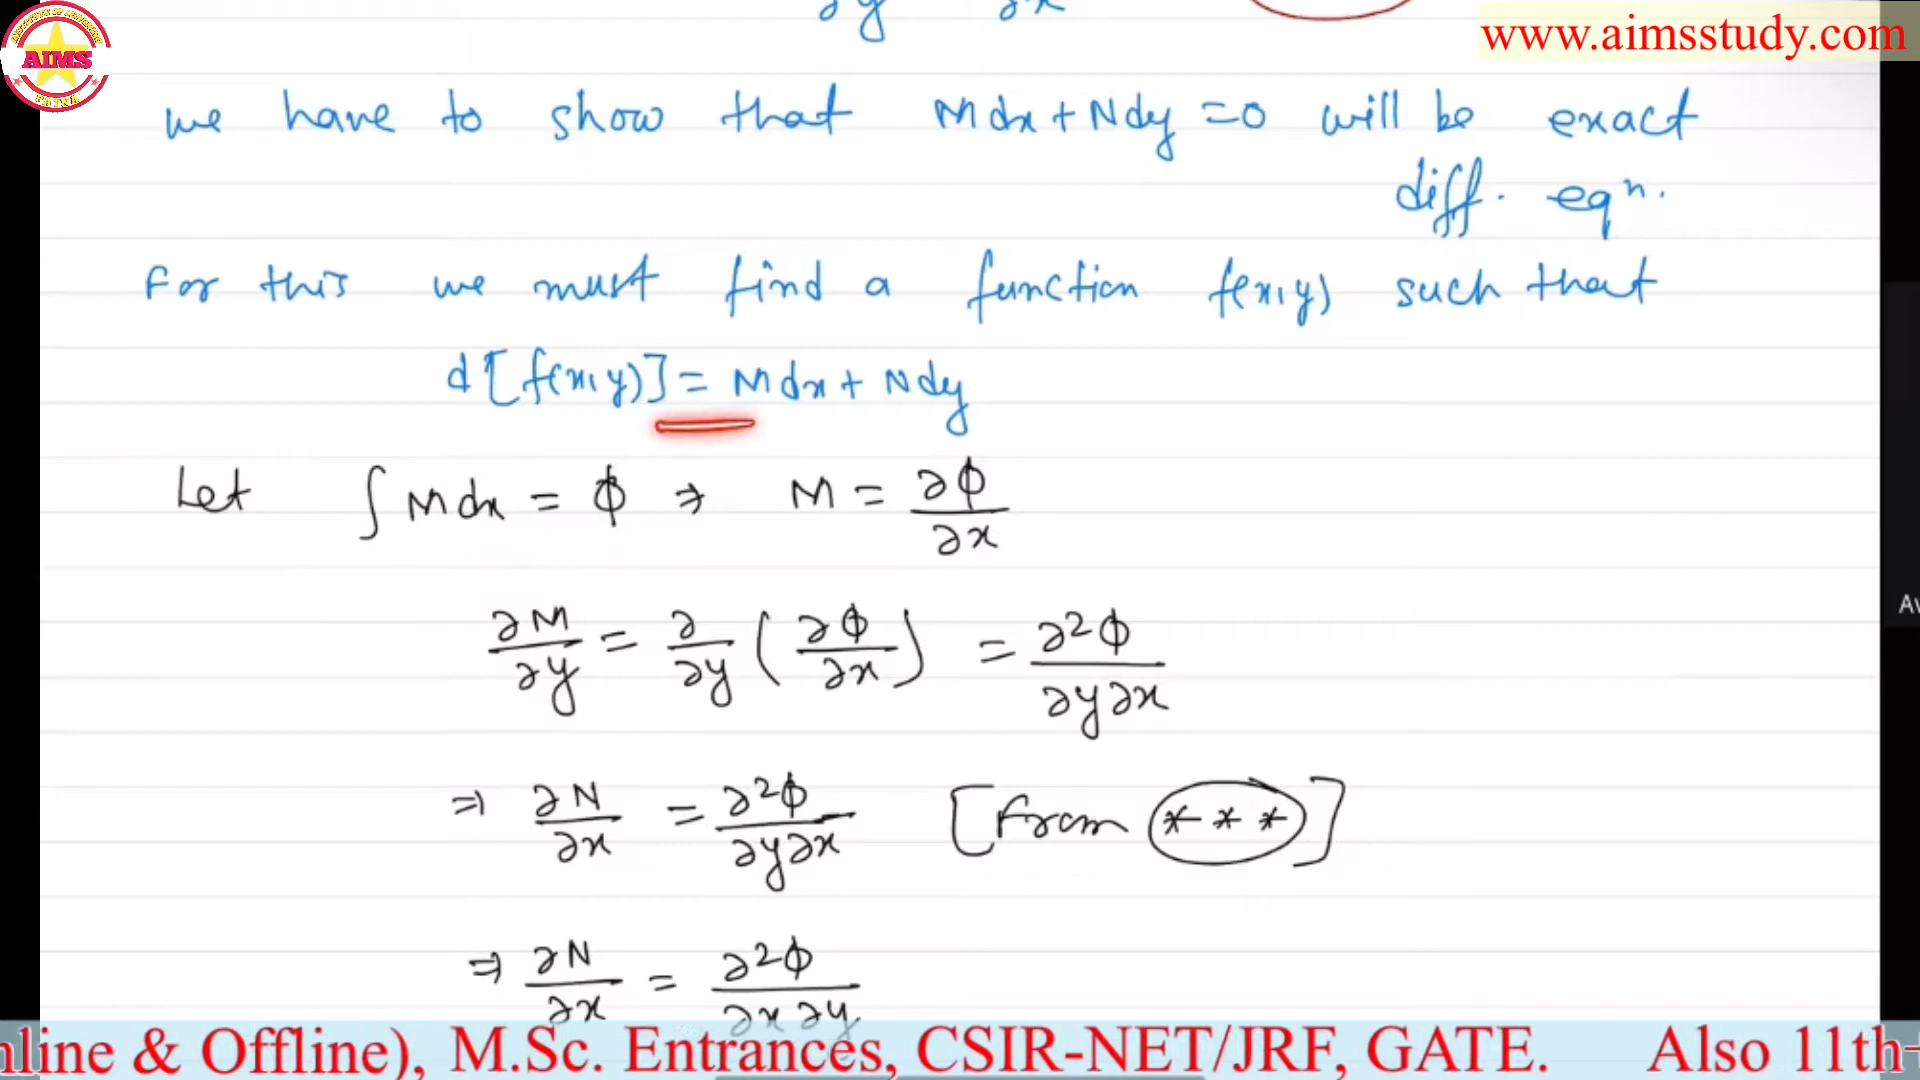 ∂y ∂x
www.aimsstudy.com
AIMS
PATNA
we have to show that Mdx + Ndy = 0 will be exact
diff. eqⁿ.
For this we must find a function f(x,y) such that
d[f(x,y)] = Mdx + Ndy
Let ∫Mdx = ϕ ⇒ M = ∂ϕ/∂x
∂M/∂y = ∂/∂y (∂ϕ/∂x) = ∂²ϕ/∂y∂x
⇒ ∂N/∂x = ∂²ϕ/∂y∂x [From ***]
⇒ ∂N/∂x = ∂²ϕ/∂x∂y
nline & Offline), M.Sc. Entrances, CSIR-NET/JRF, GATE. Also 11th-